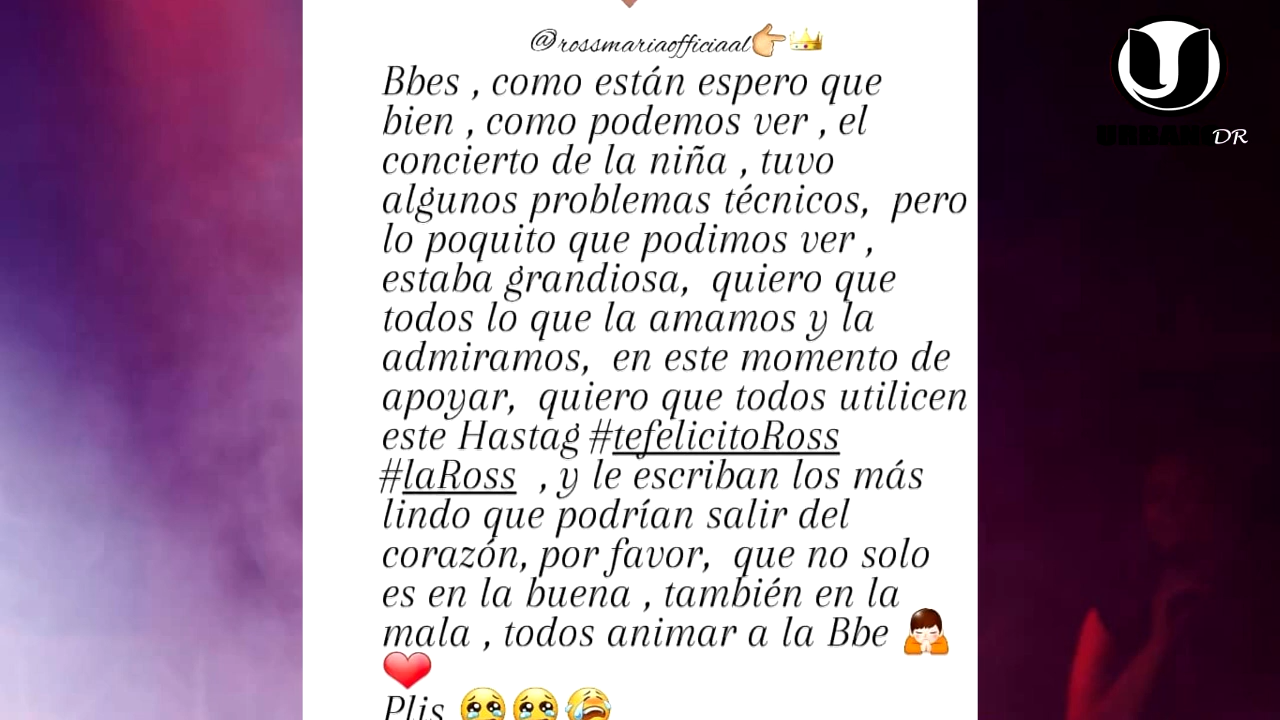 @rossmariaofficiaal👉👑
Bbes , como están espero que
bien , como podemos ver , el
concierto de la niña , tuvo
algunos problemas técnicos, pero
lo poquito que podimos ver ,
estaba grandiosa, quiero que
todos lo que la amamos y la
admiramos, en este momento de
apoyar, quiero que todos utilicen
este Hastag #tefelicitoRoss
#laRoss , y le escriban los más
lindo que podrían salir del
corazón, por favor, que no solo
es en la buena , también en la
mala , todos animar a la Bbe 🙏
❤
Plis 😢😢😭
DR